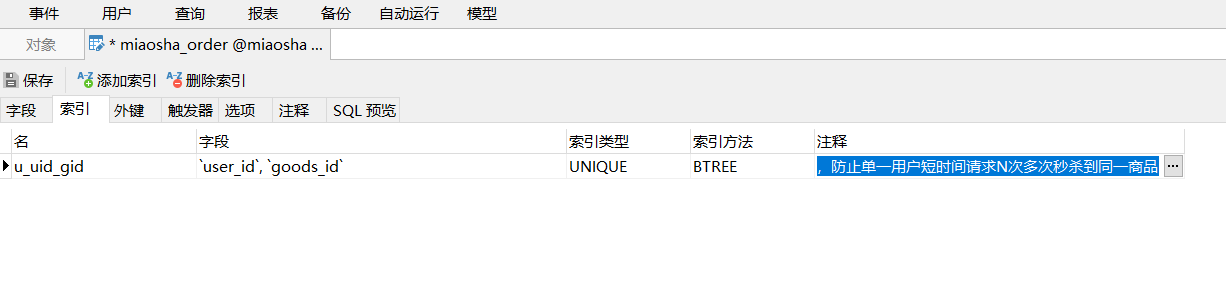 事件 用户 查询 报表 备份 自动运行 模型
对象 * miaosha_order @miaosha ...
保存 添加索引 删除索引
字段 索引 外键 触发器 选项 注释 SQL 预览
名 字段 索引类型 索引方法 注释
u_uid_gid `user_id`, `goods_id` UNIQUE BTREE ，防止单一用户短时间请求N次多次秒杀到同一商品 ...